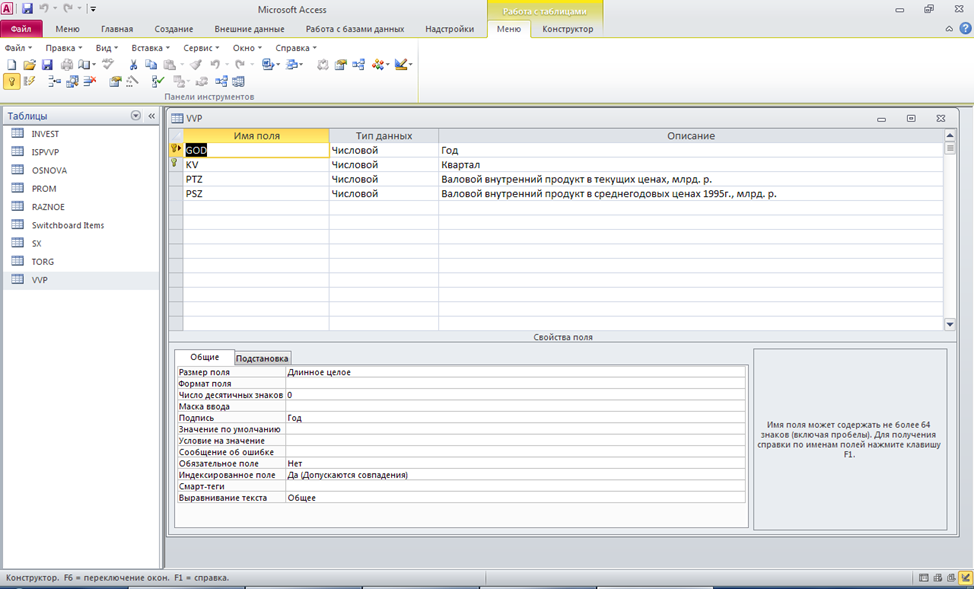 Microsoft Access
Работа с таблицами
Файл Меню Главная Создание Внешние данные Работа с базами данных Надстройки Меню Конструктор
Файл Правка Вид Вставка Сервис Окно Справка
Панели инструментов
Таблицы
INVEST
ISPVVP
OSNOVA
PROM
RAZNOE
Switchboard Items
SX
TORG
VVP
VVP
Имя поля Тип данных Описание
GOD Числовой Год
KV Числовой Квартал
PTZ Числовой Валовой внутренний продукт в текущих ценах, млрд. р.
PSZ Числовой Валовой внутренний продукт в среднегодовых ценах 1995г., млрд. р.
Свойства поля
Общие Подстановка
Размер поля Длинное целое
Формат поля
Число десятичных знаков 0
Маска ввода
Подпись Год
Значение по умолчанию
Условие на значение
Сообщение об ошибке
Обязательное поле Нет
Индексированное поле Да (Допускаются совпадения)
Смарт-теги
Выравнивание текста Общее
Имя поля может содержать не более 64
знаков (включая пробелы). Для получения
справки по именам полей нажмите клавишу
F1.
Конструктор. F6 = переключение окон. F1 = справка.